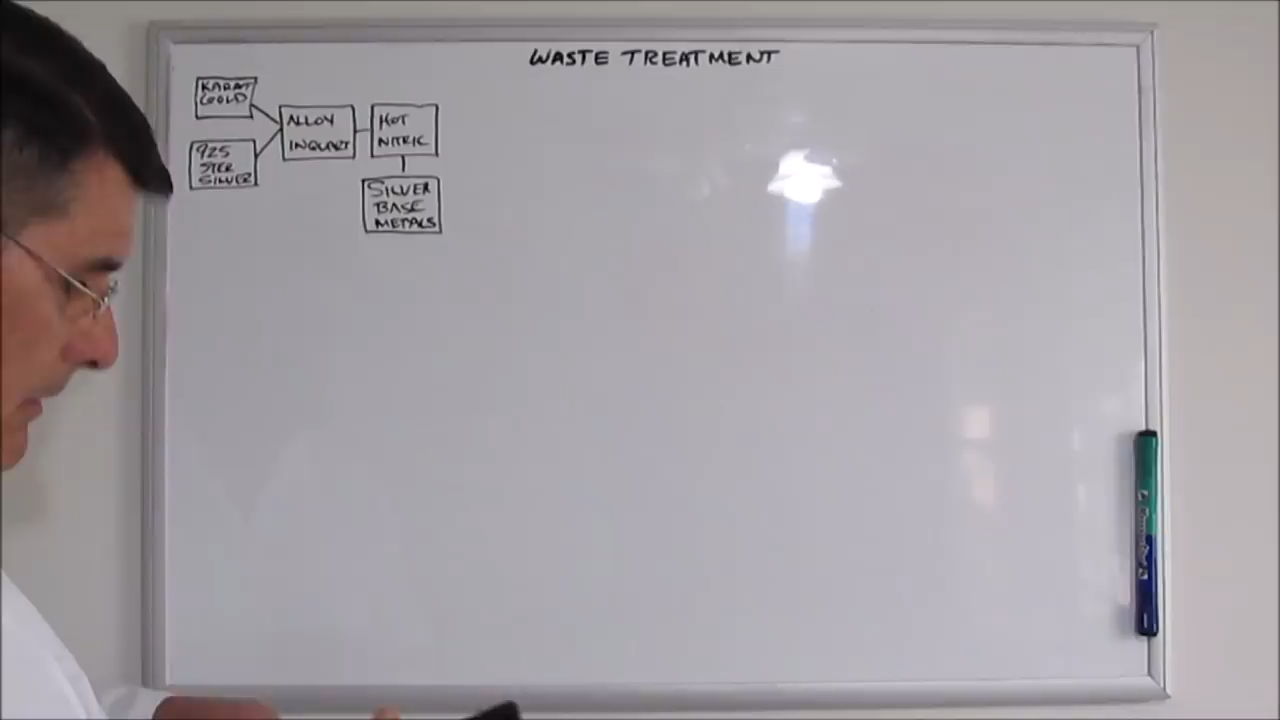 WASTE TREATMENT
KARAT
GOLD
925
STER
SILVER
ALLOY
INQUART
HOT
NITRIC
SILVER
BASE
METALS